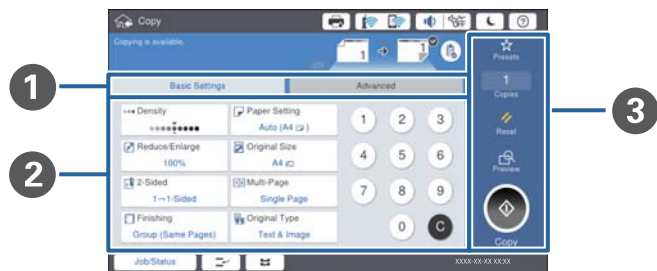 Copy
OFF
Copying is available.
1
1
Basic Settings
Advanced
Density
Paper Setting
Auto (A4)
Reduce/Enlarge
100%
Original Size
A4
2-Sided
1→1-Sided
Multi-Page
Single Page
Finishing
Group (Same Pages)
Original Type
Text & Image
1 2 3
4 5 6
7 8 9
0 C
Presets
1
Copies
Reset
Preview
Copy
Job/Status
XXXX-XX-XX XX:XX
1
2
3